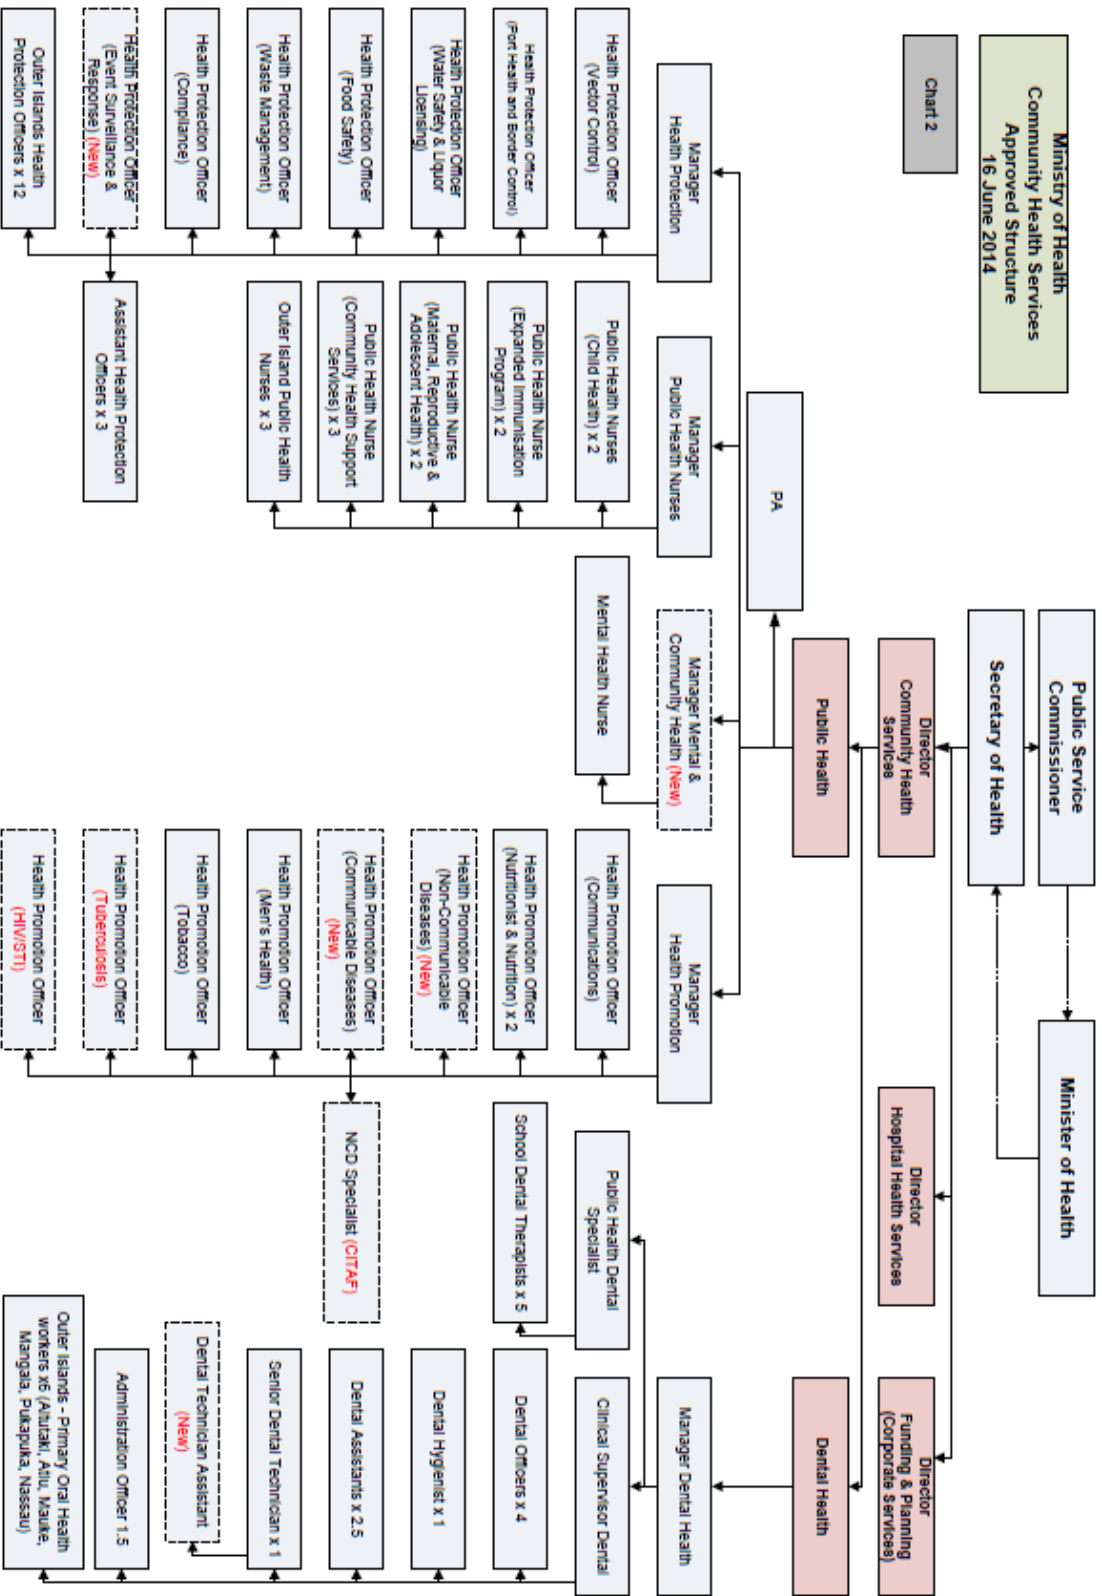 Ministry of Health
Community Health Services
Approved Structure
16 June 2014
Chart 2
Public Service
Commissioner
Minister of Health
Secretary of Health
Director
Community Health
Services
Director
Hospital Health Services
Director
Funding & Planning
(Corporate Services)
Public Health
Dental Health
PA
Manager
Health Protection
Manager
Public Health Nurses
Manager Mental &
Community Health (New)
Manager
Health Promotion
Manager Dental Health
Health Protection Officer
(Vector Control)
Health Protection Officer
(Port Health and Border Control)
Health Protection Officer
(Water Safety & Liquor
Licensing)
Health Protection Officer
(Food Safety)
Health Protection Officer
(Waste Management)
Health Protection Officer
(Compliance)
Health Protection Officer
(Event Surveillance &
Response) (New)
Outer Islands Health
Protection Officers x 12
Assistant Health Protection
Officers x 3
Public Health Nurses
(Child Health) x 2
Public Health Nurse
(Expanded Immunisation
Program) x 2
Public Health Nurse
(Maternal, Reproductive &
Adolescent Health) x 2
Public Health Nurse
(Community Health Support
Services) x 3
Outer Island Public Health
Nurses x 3
Mental Health Nurse
Health Promotion Officer
(Communications)
Health Promotion Officer
(Nutritionist & Nutrition) x 2
Health Promotion Officer
(Non-Communicable
Diseases) (New)
Health Promotion Officer
(Communicable Diseases)
(New)
Health Promotion Officer
(Men's Health)
Health Promotion Officer
(Tobacco)
Health Promotion Officer
(Tuberculosis)
Health Promotion Officer
(HIV/STI)
NCD Specialist (CITAF)
Public Health Dental
Specialist
School Dental Therapists x 5
Clinical Supervisor Dental
Dental Officers x 4
Dental Hygienist x 1
Dental Assistants x 2.5
Senior Dental Technician x 1
Dental Technician Assistant
(New)
Administration Officer 1.5
Outer Islands - Primary Oral Health
workers x6 (Aitutaki, Atiu, Mauke,
Mangaia, Pukapuka, Nassau)